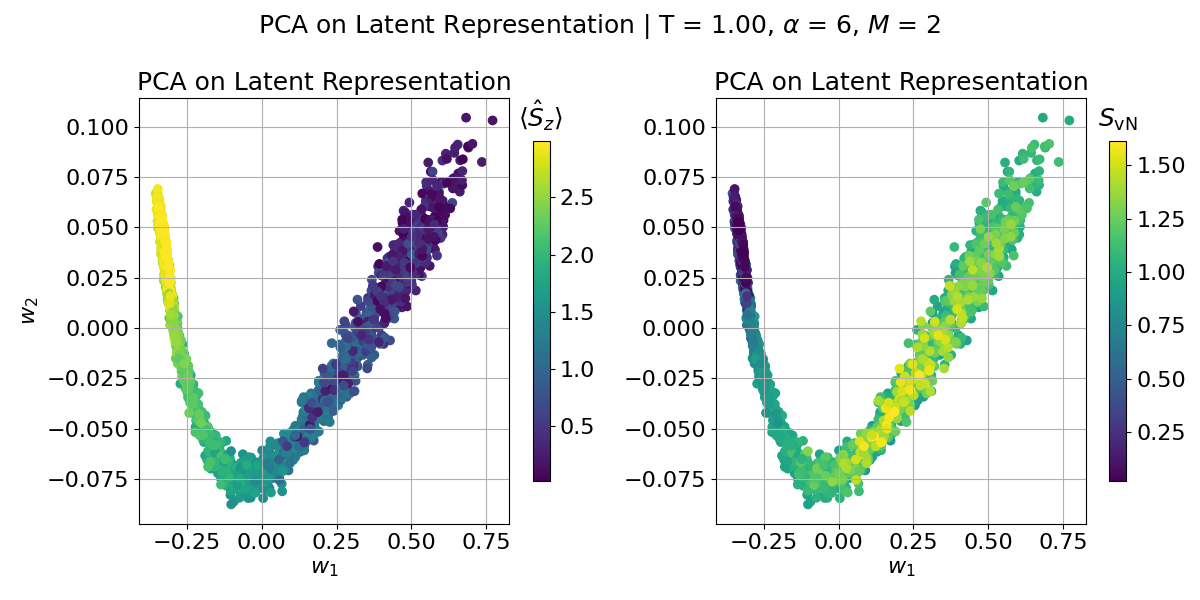 PCA on Latent Representation | T = 1.00, α = 6, M = 2
PCA on Latent Representation
⟨Ŝz⟩
0.100
0.075
0.050
0.025
0.000
−0.025
−0.050
−0.075
w2
−0.25 0.00 0.25 0.50 0.75
w1
2.5
2.0
1.5
1.0
0.5
PCA on Latent Representation
SvN
0.100
0.075
0.050
0.025
0.000
−0.025
−0.050
−0.075
−0.25 0.00 0.25 0.50 0.75
w1
1.50
1.25
1.00
0.75
0.50
0.25